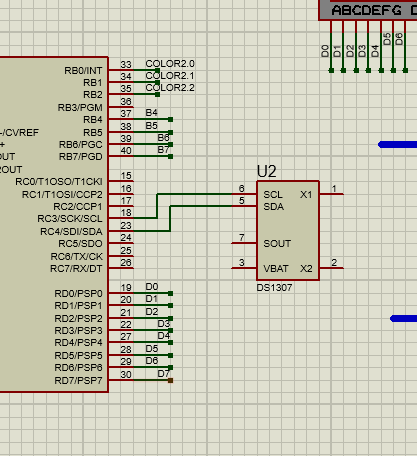 ABCDEFG D
D0 D1 D2 D3 D4 D5 D6
RB0/INT 33 COLOR2.0
RB1 34 COLOR2.1
RB2 35 COLOR2.2
RB3/PGM 36
RB4 37 B4
-/CVREF RB5 38 B5
+ RB6/PGC 39 B6
OUT RB7/PGD 40 B7
ROUT
RC0/T1OSO/T1CKI 15
RC1/T1OSI/CCP2 16
RC2/CCP1 17
RC3/SCK/SCL 18
RC4/SDI/SDA 23
RC5/SDO 24
RC6/TX/CK 25
RC7/RX/DT 26
U2
6 SCL X1 1
5 SDA
7 SOUT
3 VBAT X2 2
DS1307
RD0/PSP0 19 D0
RD1/PSP1 20 D1
RD2/PSP2 21 D2
RD3/PSP3 22 D3
RD4/PSP4 27 D4
RD5/PSP5 28 D5
RD6/PSP6 29 D6
RD7/PSP7 30 D7